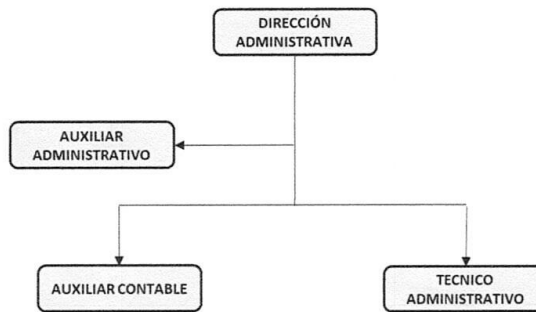 DIRECCIÓN
ADMINISTRATIVA
AUXILIAR
ADMINISTRATIVO
AUXILIAR CONTABLE
TECNICO
ADMINISTRATIVO